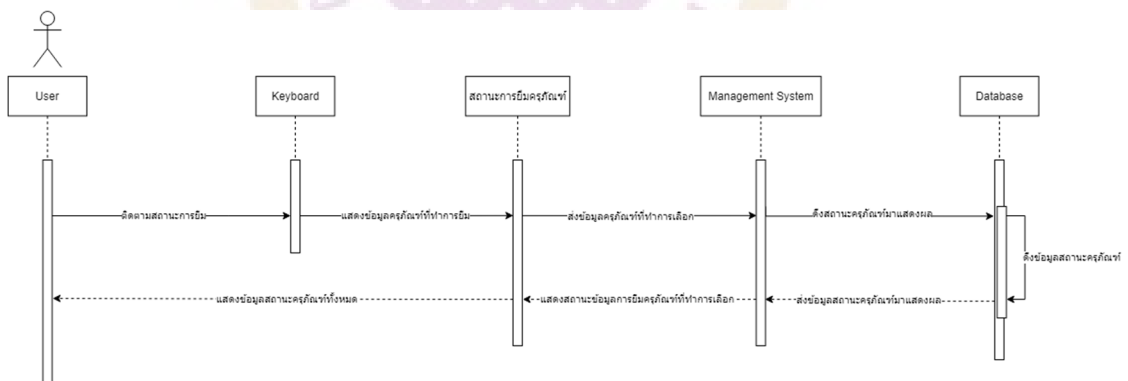 User
Keyboard
สถานะการยืมครุภัณฑ์
Management System
Database
ติดตามสถานะการยืม
แสดงข้อมูลครุภัณฑ์ที่ทำการยืม
ส่งข้อมูลครุภัณฑ์ที่ทำการเลือก
ดึงสถานะครุภัณฑ์มาแสดงผล
ดึงข้อมูลสถานะครุภัณฑ์
แสดงข้อมูลสถานะครุภัณฑ์ทั้งหมด
แสดงสถานะข้อมูลการยืมครุภัณฑ์ที่ทำการเลือก
ส่งข้อมูลสถานะครุภัณฑ์มาแสดงผล